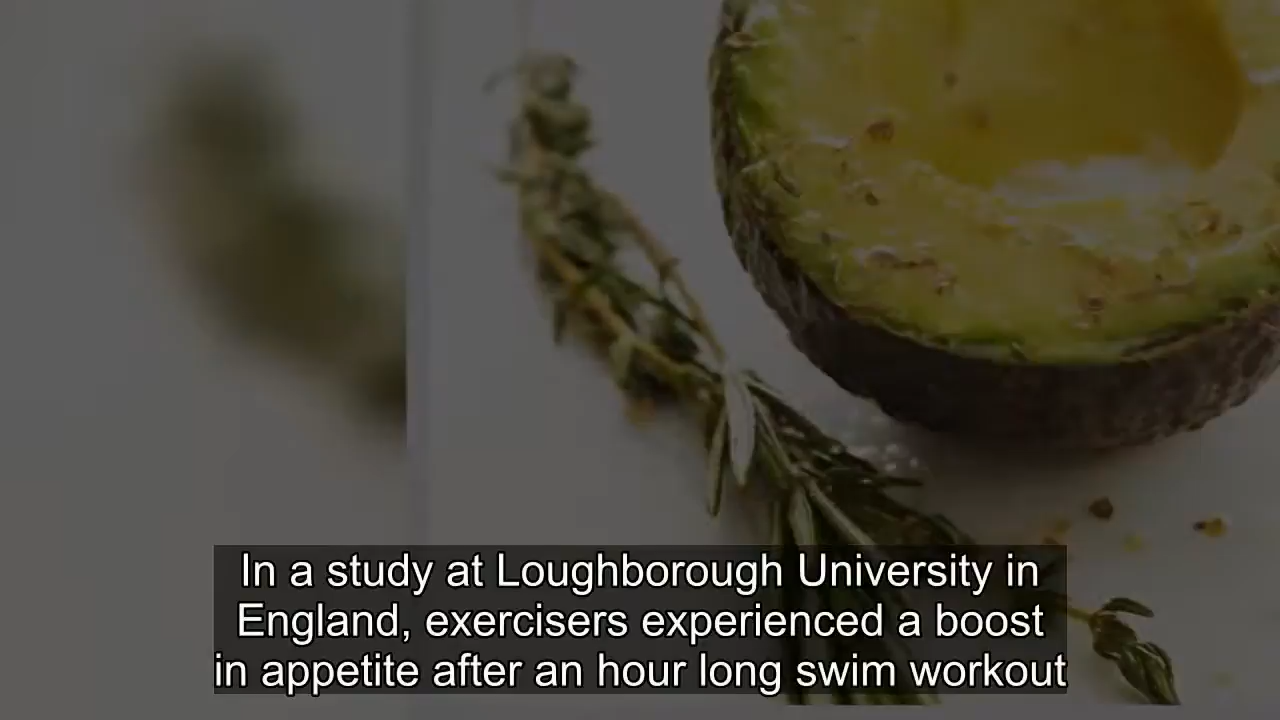 In a study at Loughborough University in
England, exercisers experienced a boost
in appetite after an hour long swim workout